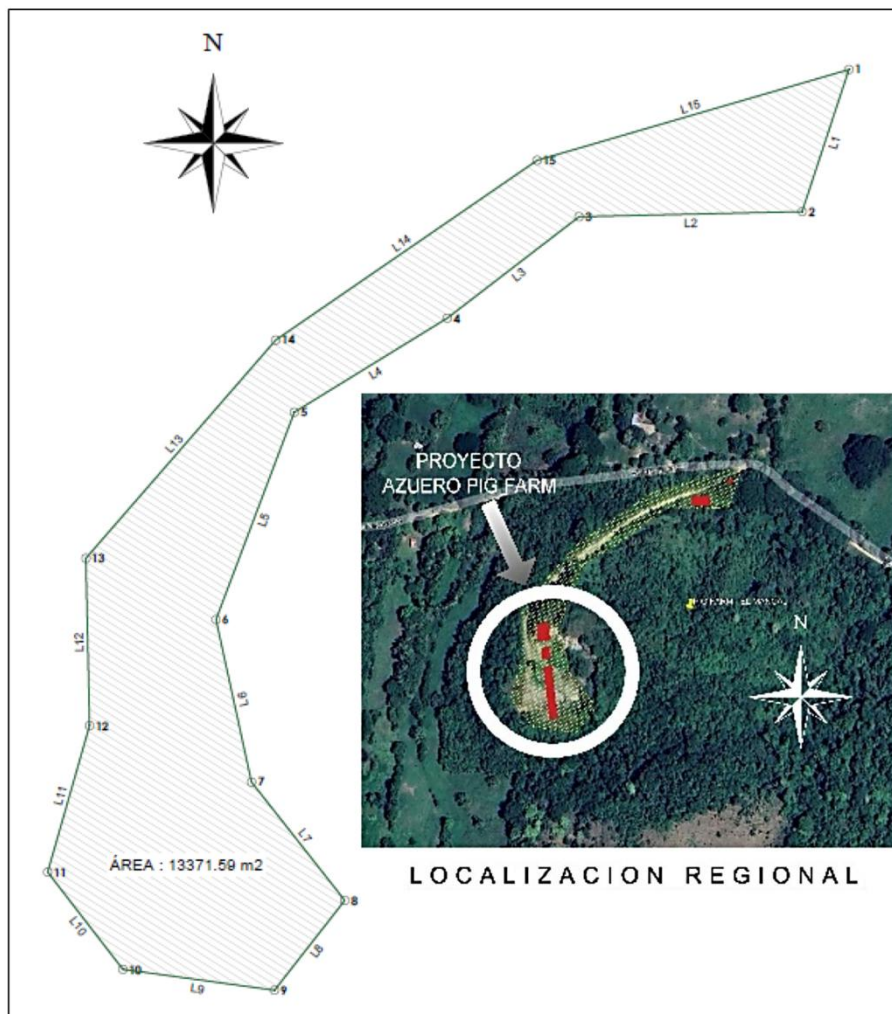 N
1
L15
L1
15
3
L2
2
L14
L3
4
14
L4
5
L13
L5
13
6
L12
L6
12
7
L11
L7
ÁREA : 13371.59 m2
11
8
L10
L8
10
L9
9
PROYECTO
AZUERO PIG FARM
N
LOCALIZACION REGIONAL